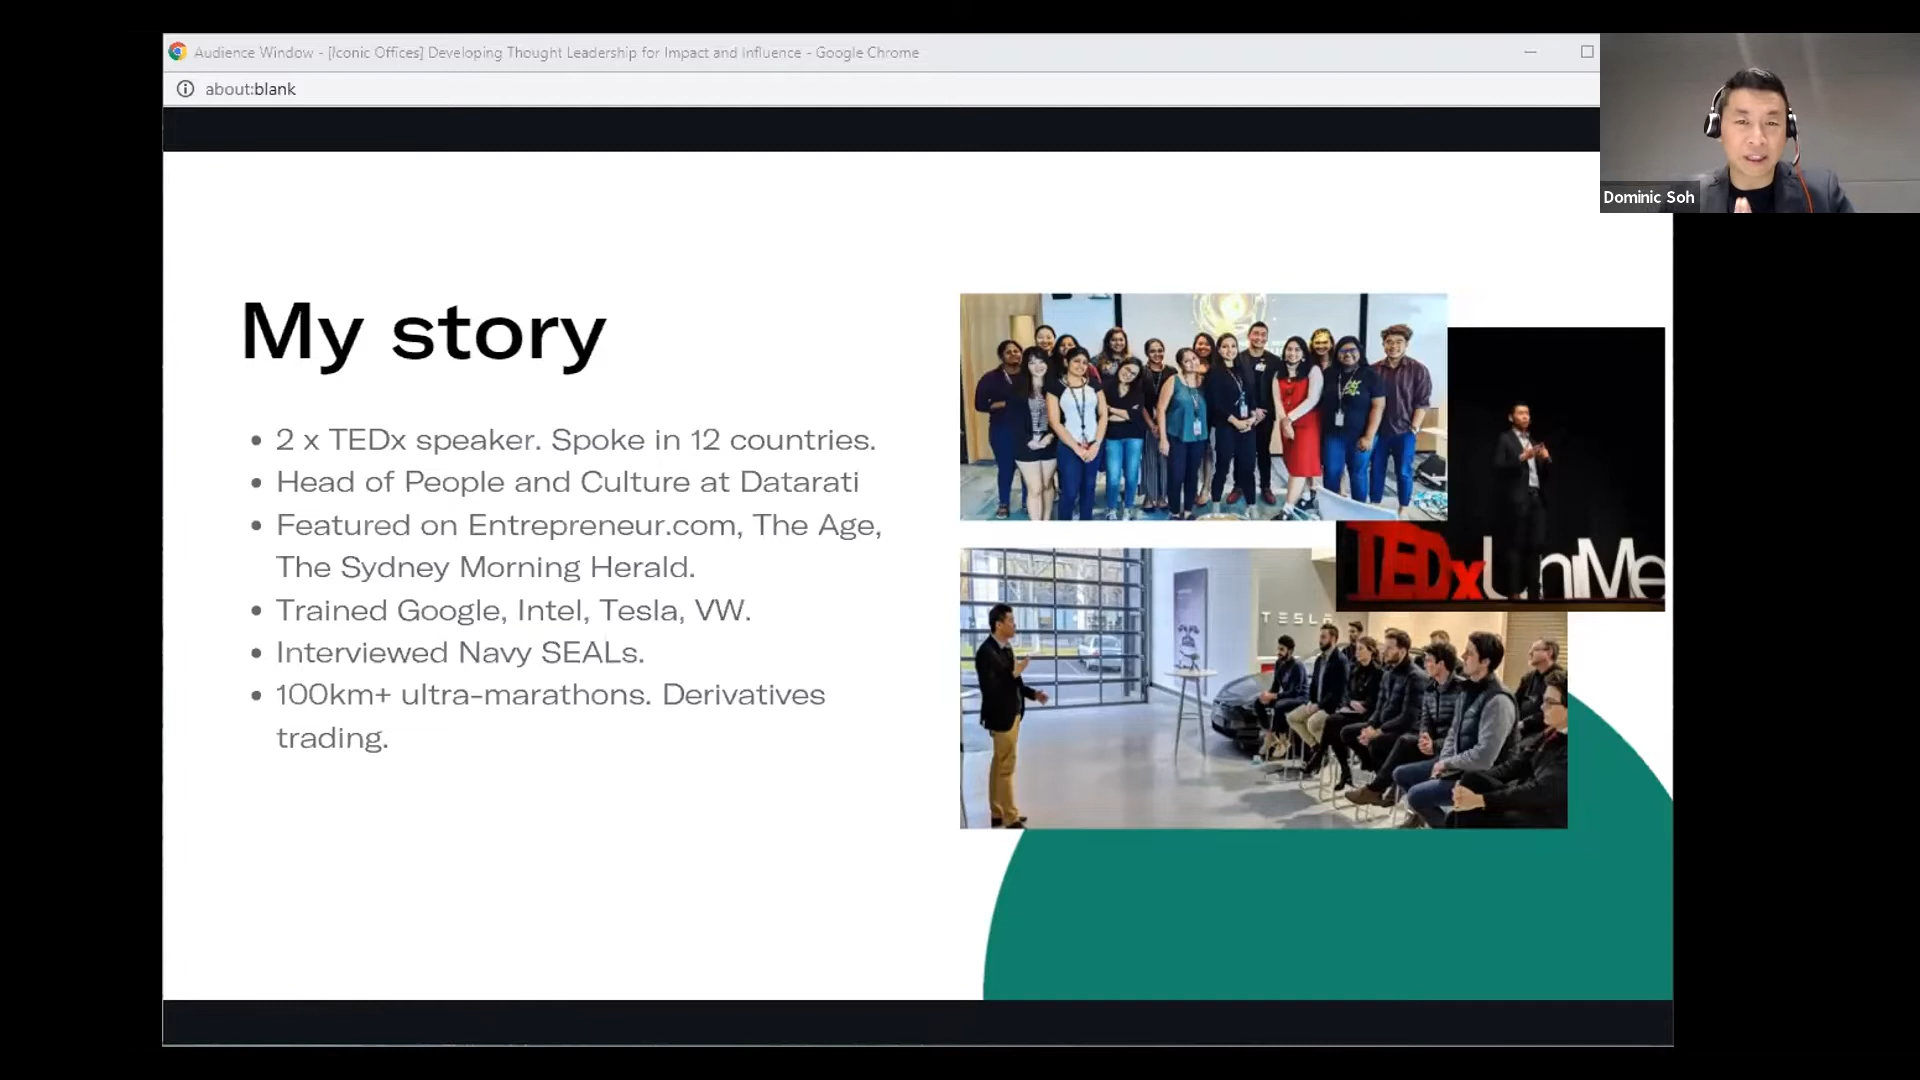 Audience Window - [Iconic Offices] Developing Thought Leadership for Impact and Influence - Google Chrome
about:blank
Dominic Soh
My story
• 2 x TEDx speaker. Spoke in 12 countries.
• Head of People and Culture at Datarati
• Featured on Entrepreneur.com, The Age,
The Sydney Morning Herald.
• Trained Google, Intel, Tesla, VW.
• Interviewed Navy SEALs.
• 100km+ ultra-marathons. Derivatives
trading.
TEDxUniMe
TESLA